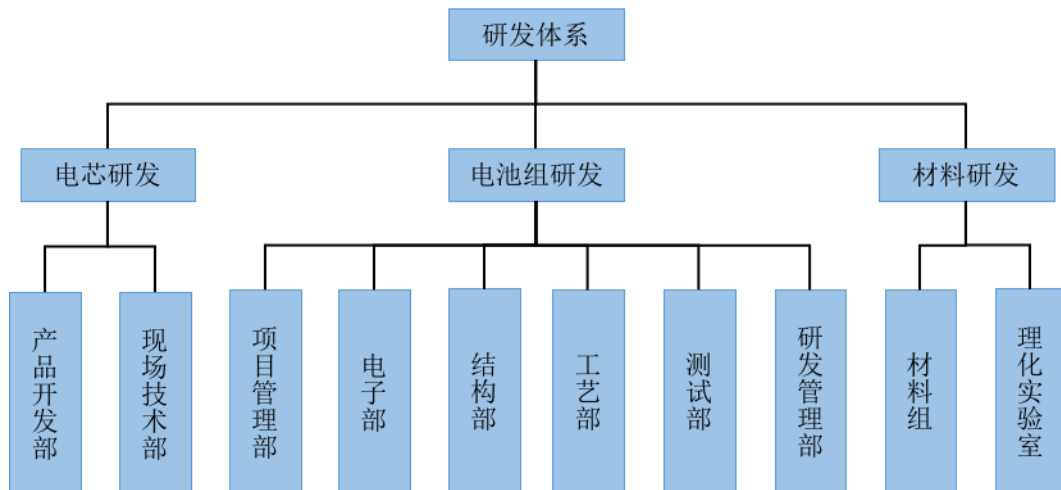 研发体系
电芯研发
电池组研发
材料研发
产品开发部
现场技术部
项目管理部
电子部
结构部
工艺部
测试部
研发管理部
材料组
理化实验室